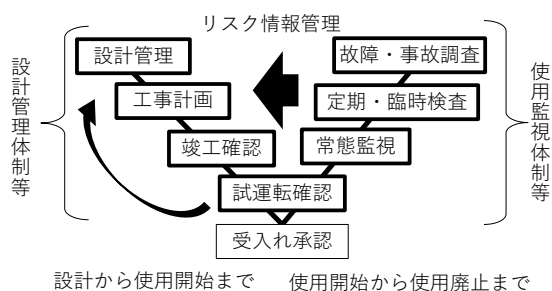 リスク情報管理
設計管理体制等
設計管理
工事計画
竣工確認
試運転確認
受入れ承認
故障・事故調査
定期・臨時検査
常態監視
使用監視体制等
設計から使用開始まで
使用開始から使用廃止まで